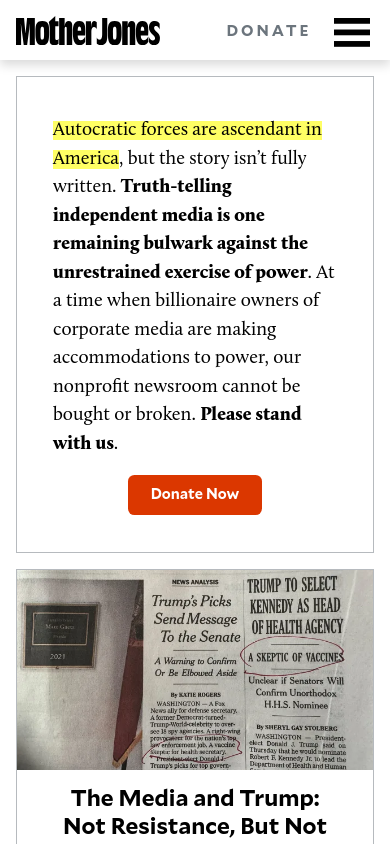 Mother Jones
DONATE
Autocratic forces are ascendant in
America, but the story isn’t fully
written. Truth-telling
independent media is one
remaining bulwark against the
unrestrained exercise of power. At
a time when billionaire owners of
corporate media are making
accommodations to power, our
nonprofit newsroom cannot be
bought or broken. Please stand
with us.
Donate Now
2021
NEWS ANALYSIS
Trump’s Picks
Send Message
To the Senate
A Warning to Confirm
Or Be Elbowed Aside
By KATIE ROGERS
WASHINGTON — A Fox
News ally for defense secretary.
A former Democrat-turned-
Trump-World-celebrity to over-
see 18 spy agencies. A right-wing
provocateur for the nation’s top
law enforcement job. A vaccine
skeptic for health secretary.
President-elect Donald J.
Trump’s picks for top govern-
TRUMP TO SELECT
KENNEDY AS HEAD
OF HEALTH AGENCY
A SKEPTIC OF VACCINES
Unclear if Senators Will
Confirm Unorthodox
H.H.S. Nominee
By SHERYL GAY STOLBERG
WASHINGTON — President-
elect Donald J. Trump said on
Thursday that he would nominate
Robert F. Kennedy Jr. to lead the
Department of Health and Human
The Media and Trump:
Not Resistance, But Not